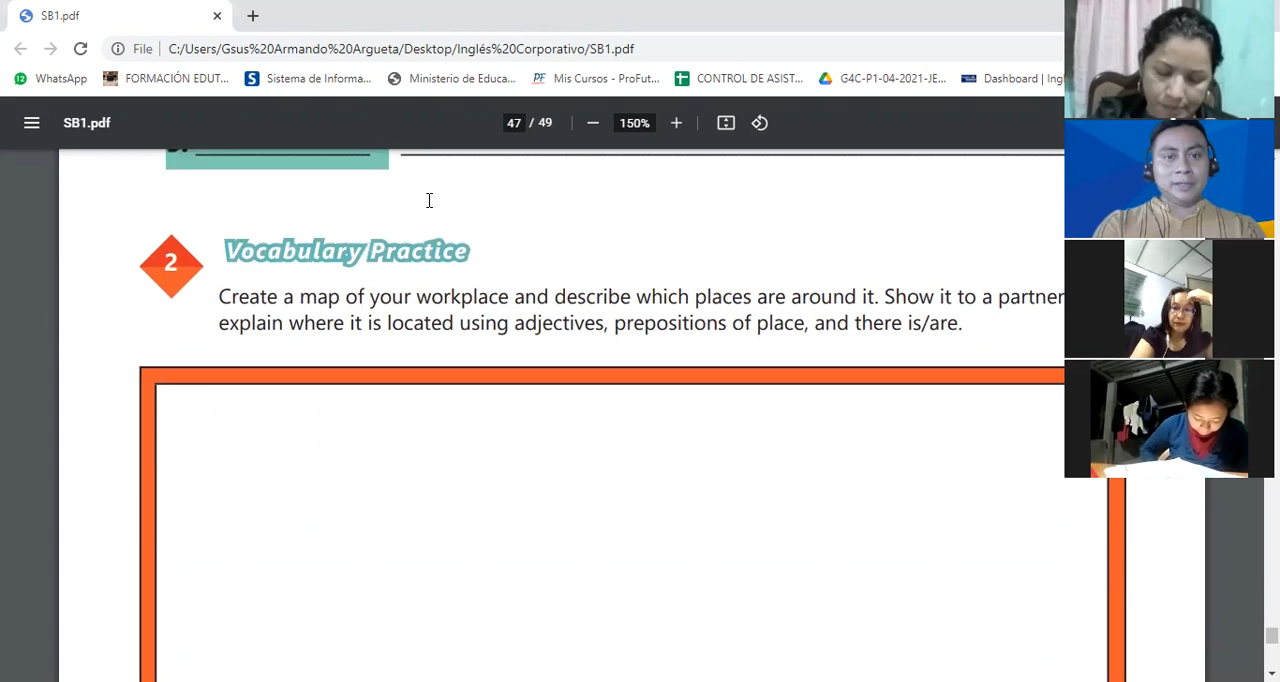 SB1.pdf
File
C:/Users/Gsus%20Armando%20Argueta/Desktop/Inglés%20Corporativo/SB1.pdf
WhatsApp
FORMACIÓN EDUT...
Sistema de Informa...
Ministerio de Educa...
Mis Cursos - ProFut...
CONTROL DE ASIST...
G4C-P1-04-2021-JE...
Dashboard | Ing
SB1.pdf
47 / 49
150%
2
Vocabulary Practice
Create a map of your workplace and describe which places are around it. Show it to a partner
explain where it is located using adjectives, prepositions of place, and there is/are.